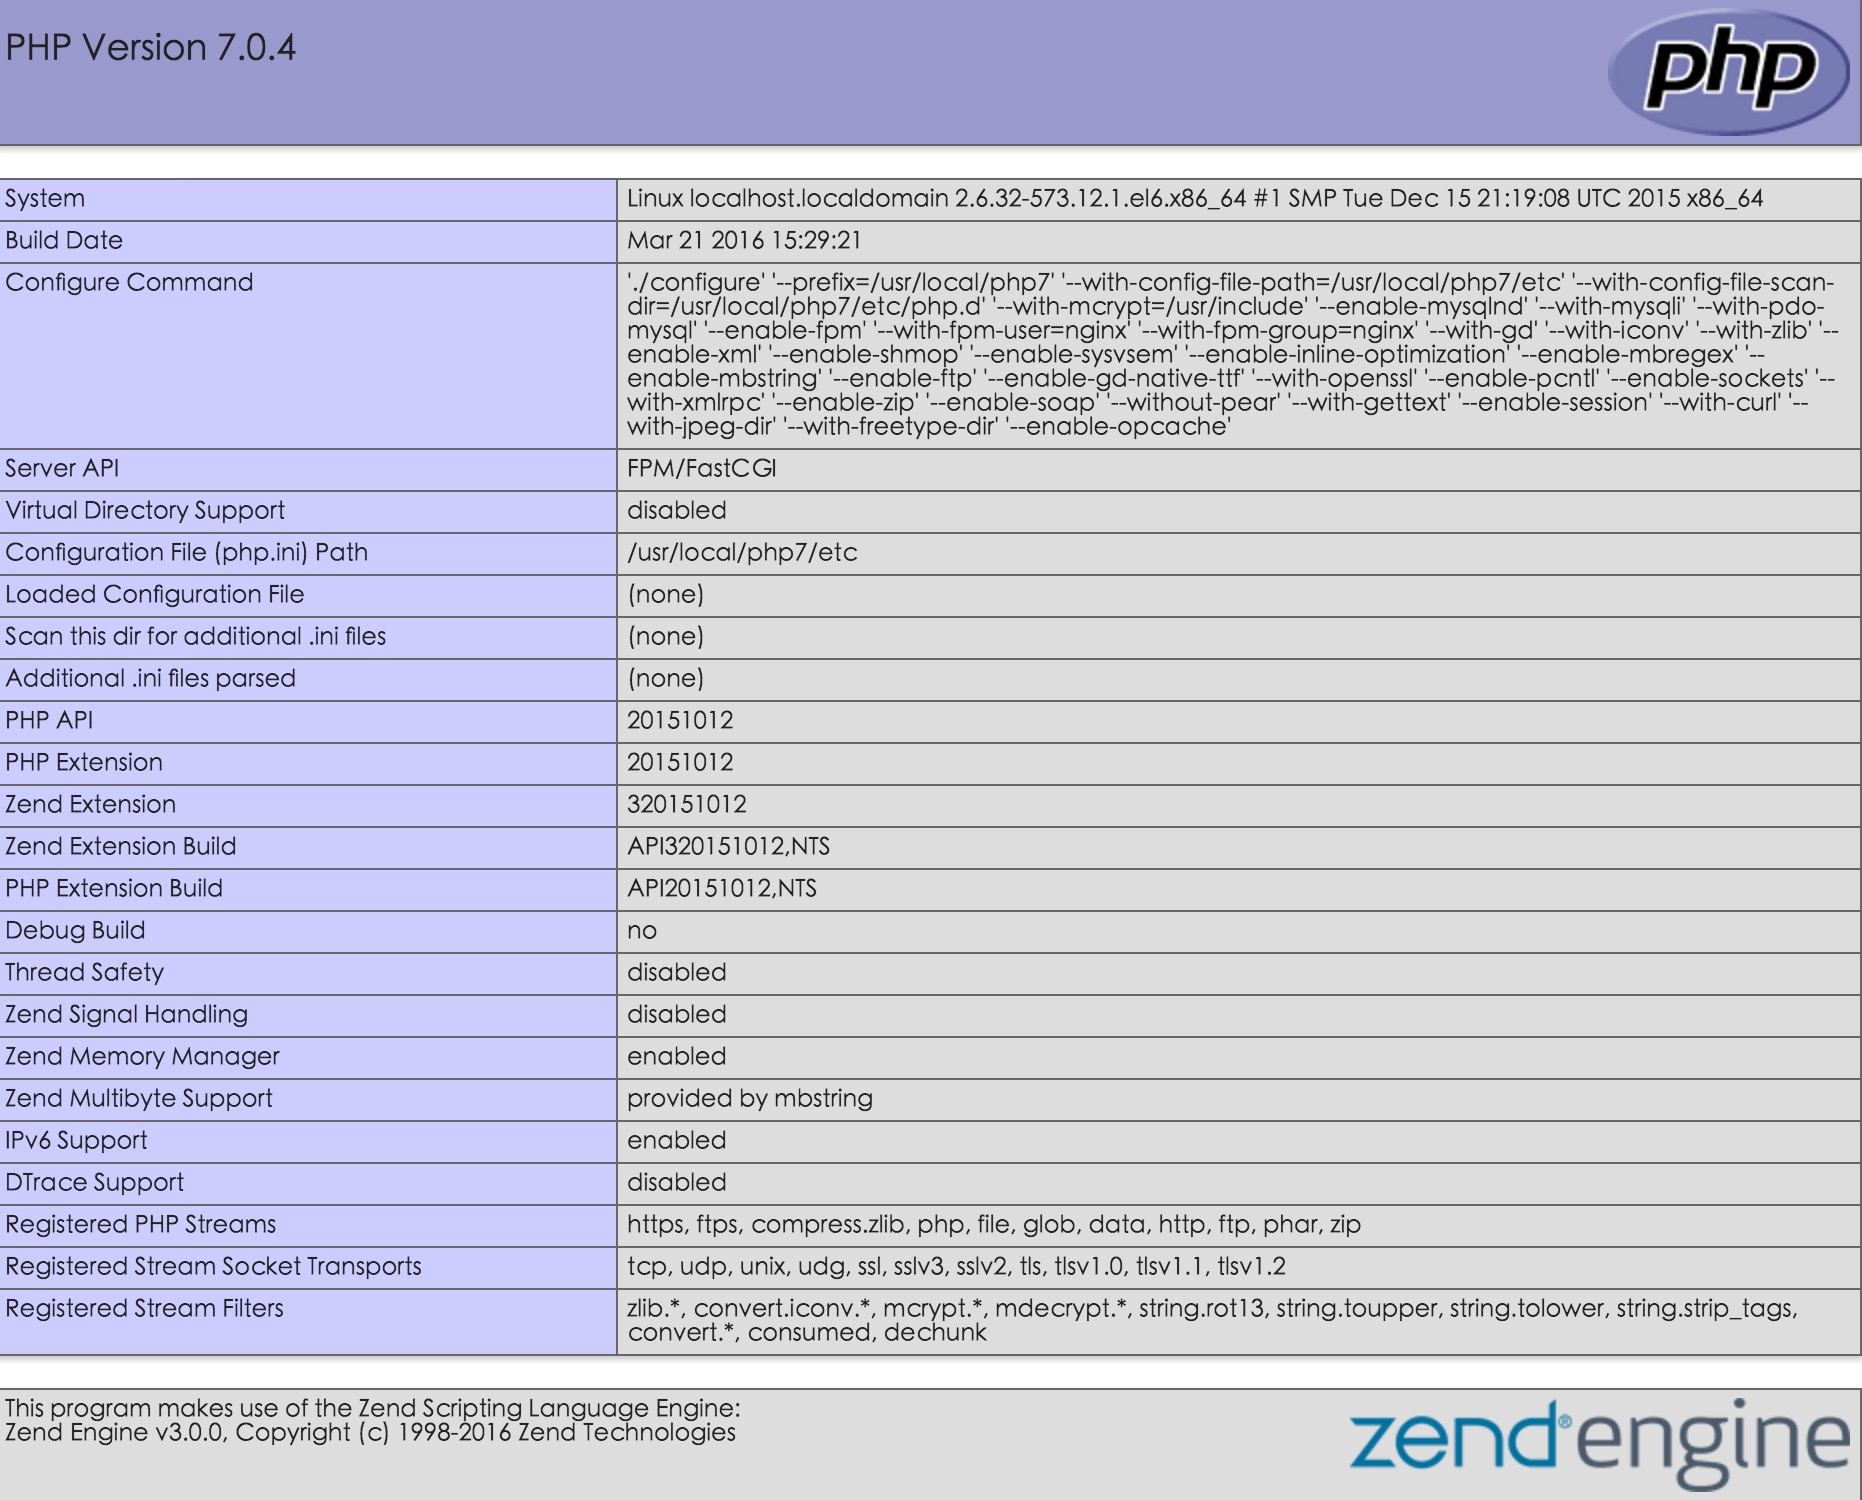 PHP Version 7.0.4
php
System Linux localhost.localdomain 2.6.32-573.12.1.el6.x86_64 #1 SMP Tue Dec 15 21:19:08 UTC 2015 x86_64
Build Date Mar 21 2016 15:29:21
Configure Command './configure' '--prefix=/usr/local/php7' '--with-config-file-path=/usr/local/php7/etc' '--with-config-file-scan-
dir=/usr/local/php7/etc/php.d' '--with-mcrypt=/usr/include' '--enable-mysqlnd' '--with-mysqli' '--with-pdo-
mysql' '--enable-fpm' '--with-fpm-user=nginx' '--with-fpm-group=nginx' '--with-gd' '--with-iconv' '--with-zlib' '--
enable-xml' '--enable-shmop' '--enable-sysvsem' '--enable-inline-optimization' '--enable-mbregex' '--
enable-mbstring' '--enable-ftp' '--enable-gd-native-ttf' '--with-openssl' '--enable-pcntl' '--enable-sockets' '--
with-xmlrpc' '--enable-zip' '--enable-soap' '--without-pear' '--with-gettext' '--enable-session' '--with-curl' '--
with-jpeg-dir' '--with-freetype-dir' '--enable-opcache'
Server API FPM/FastCGI
Virtual Directory Support disabled
Configuration File (php.ini) Path /usr/local/php7/etc
Loaded Configuration File (none)
Scan this dir for additional .ini files (none)
Additional .ini files parsed (none)
PHP API 20151012
PHP Extension 20151012
Zend Extension 320151012
Zend Extension Build API320151012,NTS
PHP Extension Build API20151012,NTS
Debug Build no
Thread Safety disabled
Zend Signal Handling disabled
Zend Memory Manager enabled
Zend Multibyte Support provided by mbstring
IPv6 Support enabled
DTrace Support disabled
Registered PHP Streams https, ftps, compress.zlib, php, file, glob, data, http, ftp, phar, zip
Registered Stream Socket Transports tcp, udp, unix, udg, ssl, sslv3, sslv2, tls, tlsv1.0, tlsv1.1, tlsv1.2
Registered Stream Filters zlib.*, convert.iconv.*, mcrypt.*, mdecrypt.*, string.rot13, string.toupper, string.tolower, string.strip_tags,
convert.*, consumed, dechunk
This program makes use of the Zend Scripting Language Engine:
Zend Engine v3.0.0, Copyright (c) 1998-2016 Zend Technologies
zend® engine